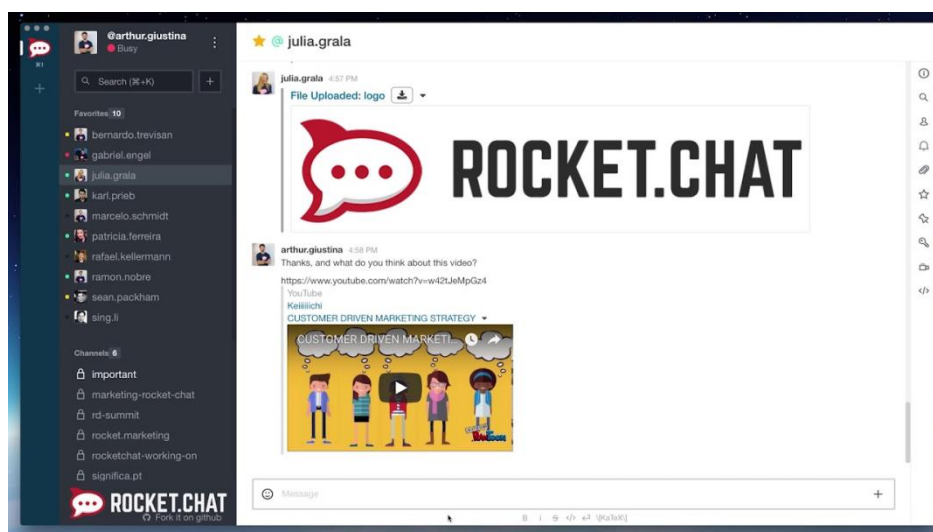 @arthur.giustina
Busy
⌘1
Search (⌘+K)
Favorites 10
bernardo.trevisan
gabriel.engel
julia.grala
karl.prieb
marcelo.schmidt
patricia.ferreira
rafael.kellermann
ramon.nobre
sean.packham
sing.li
Channels 6
important
marketing-rocket-chat
rd-summit
rocket.marketing
rocketchat-working-on
significa.pt
ROCKET.CHAT
Fork it on github
@ julia.grala
julia.grala 4:57 PM
File Uploaded: logo
ROCKET.CHAT
arthur.giustina 4:58 PM
Thanks, and what do you think about this video?
https://www.youtube.com/watch?v=w42tJeMpGz4
YouTube
Keiiiiichi
CUSTOMER DRIVEN MARKETING STRATEGY
CUSTOMER DRIVEN MARKETI...
Message
B i S </> \[KaTeX\]